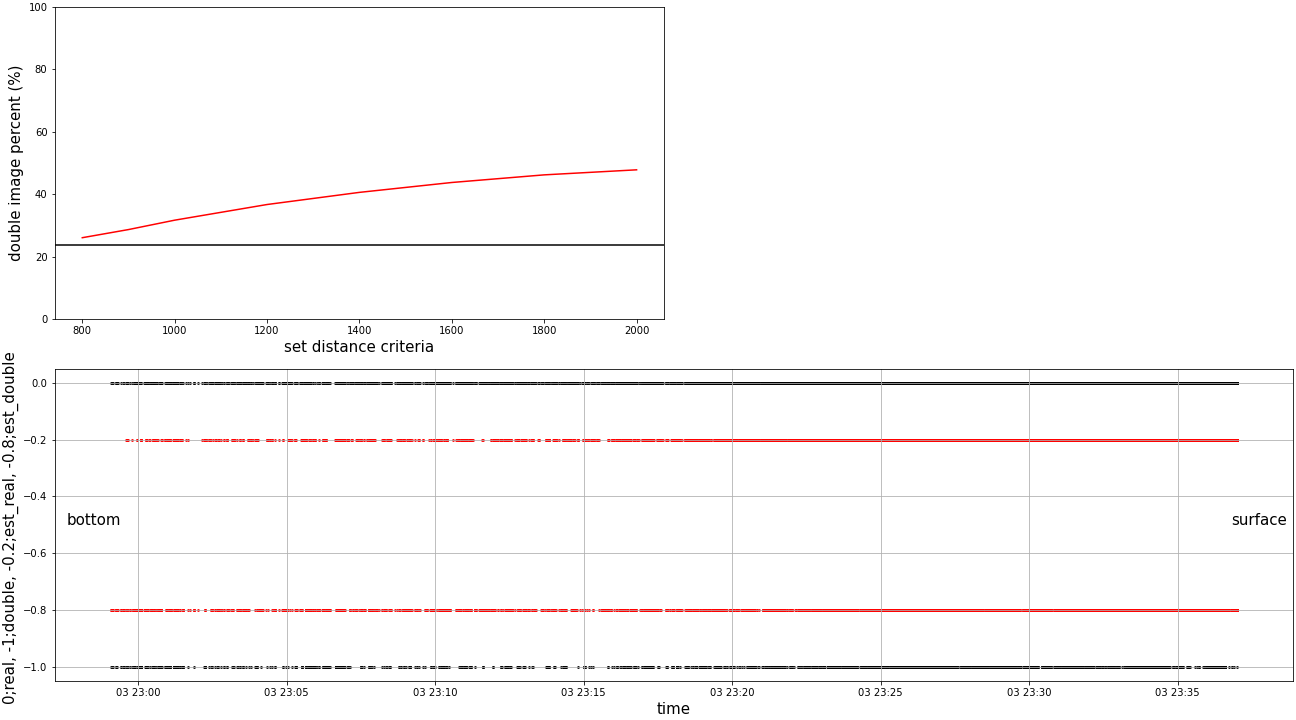 100
80
60
40
20
0
double image percent (%)
800 1000 1200 1400 1600 1800 2000
set distance criteria
0.0
−0.2
−0.4
−0.6
−0.8
−1.0
0;real, -1;double, -0.2;est_real, -0.8;est_double
bottom
surface
03 23:00 03 23:05 03 23:10 03 23:15 03 23:20 03 23:25 03 23:30 03 23:35
time